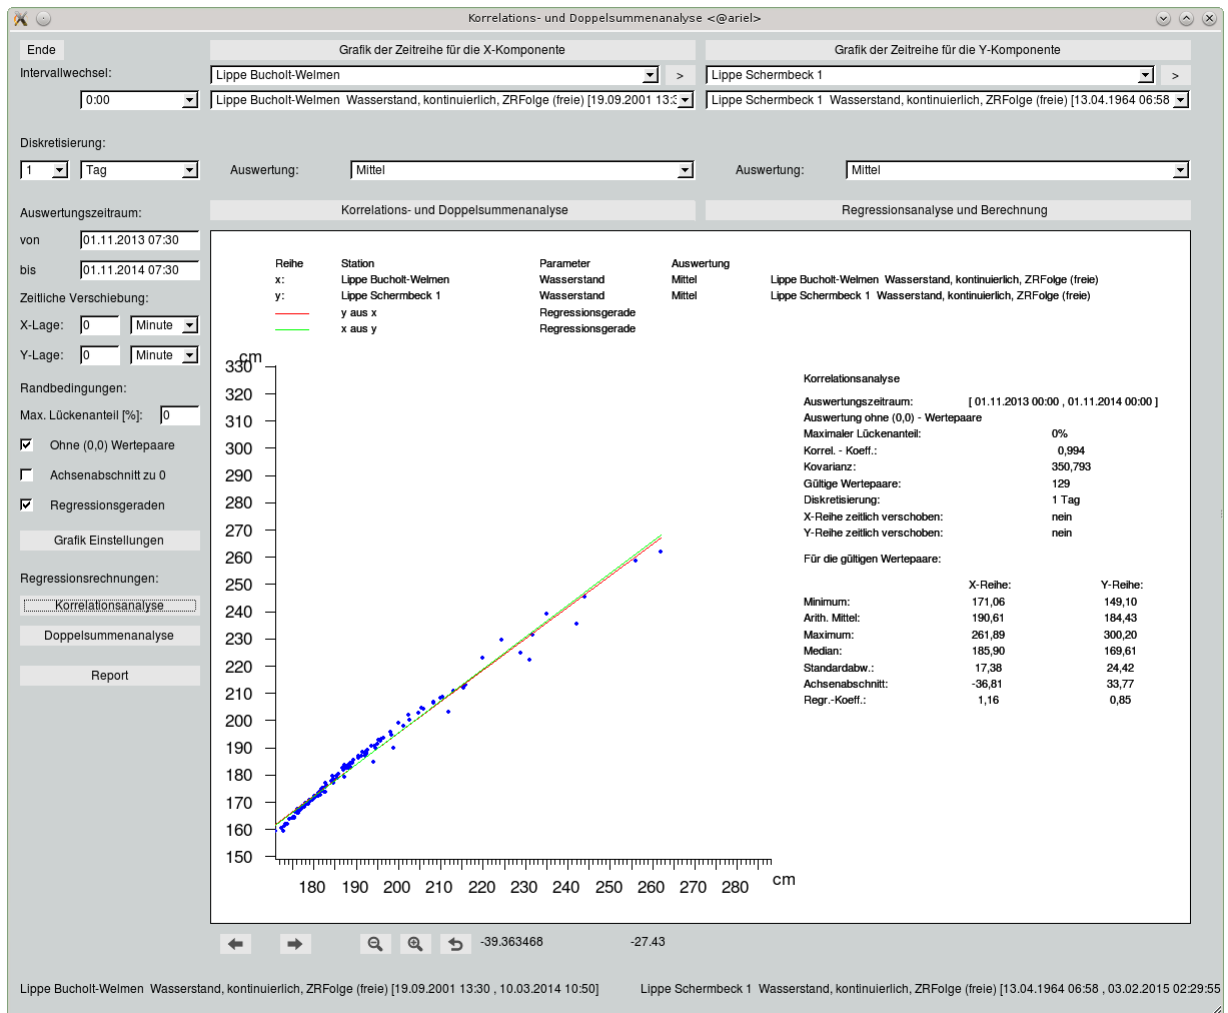 Korrelations- und Doppelsummenanalyse <@ariel>
Ende
Grafik der Zeitreihe für die X-Komponente
Grafik der Zeitreihe für die Y-Komponente
Intervallwechsel:
Lippe Bucholt-Welmen
>
Lippe Schermbeck 1
>
0:00
Lippe Bucholt-Welmen Wasserstand, kontinuierlich, ZRFolge (freie) [19.09.2001 13:3
Lippe Schermbeck 1 Wasserstand, kontinuierlich, ZRFolge (freie) [13.04.1964 06:58
Diskretisierung:
1
Tag
Auswertung:
Mittel
Auswertung:
Mittel
Auswertungszeitraum:
Korrelations- und Doppelsummenanalyse
Regressionsanalyse und Berechnung
von
01.11.2013 07:30
bis
01.11.2014 07:30
Zeitliche Verschiebung:
X-Lage:
0
Minute
Y-Lage:
0
Minute
Randbedingungen:
Max. Lückenanteil [%]:
0
Ohne (0,0) Wertepaare
Achsenabschnitt zu 0
Regressionsgeraden
Grafik Einstellungen
Regressionsrechnungen:
Korrelationsanalyse
Doppelsummenanalyse
Report
Reihe Station Parameter Auswertung
x: Lippe Bucholt-Welmen Wasserstand Mittel Lippe Bucholt-Welmen Wasserstand, kontinuierlich, ZRFolge (freie)
y: Lippe Schermbeck 1 Wasserstand Mittel Lippe Schermbeck 1 Wasserstand, kontinuierlich, ZRFolge (freie)
y aus x Regressionsgerade
x aus y Regressionsgerade
cm
330
320
310
300
290
280
270
260
250
240
230
220
210
200
190
180
170
160
150
180 190 200 210 220 230 240 250 260 270 280
cm
Korrelationsanalyse
Auswertungszeitraum: [ 01.11.2013 00:00 , 01.11.2014 00:00 ]
Auswertung ohne (0,0) - Wertepaare
Maximaler Lückenanteil: 0%
Korrel. - Koeff.: 0,994
Kovarianz: 350,793
Gültige Wertepaare: 129
Diskretisierung: 1 Tag
X-Reihe zeitlich verschoben: nein
Y-Reihe zeitlich verschoben: nein
Für die gültigen Wertepaare:
X-Reihe: Y-Reihe:
Minimum: 171,06 149,10
Arith. Mittel: 190,61 184,43
Maximum: 261,89 300,20
Median: 185,90 169,61
Standardabw.: 17,38 24,42
Achsenabschnitt: -36,81 33,77
Regr.-Koeff.: 1,16 0,85
-39.363468 -27.43
Lippe Bucholt-Welmen Wasserstand, kontinuierlich, ZRFolge (freie) [19.09.2001 13:30 , 10.03.2014 10:50]
Lippe Schermbeck 1 Wasserstand, kontinuierlich, ZRFolge (freie) [13.04.1964 06:58 , 03.02.2015 02:29:55